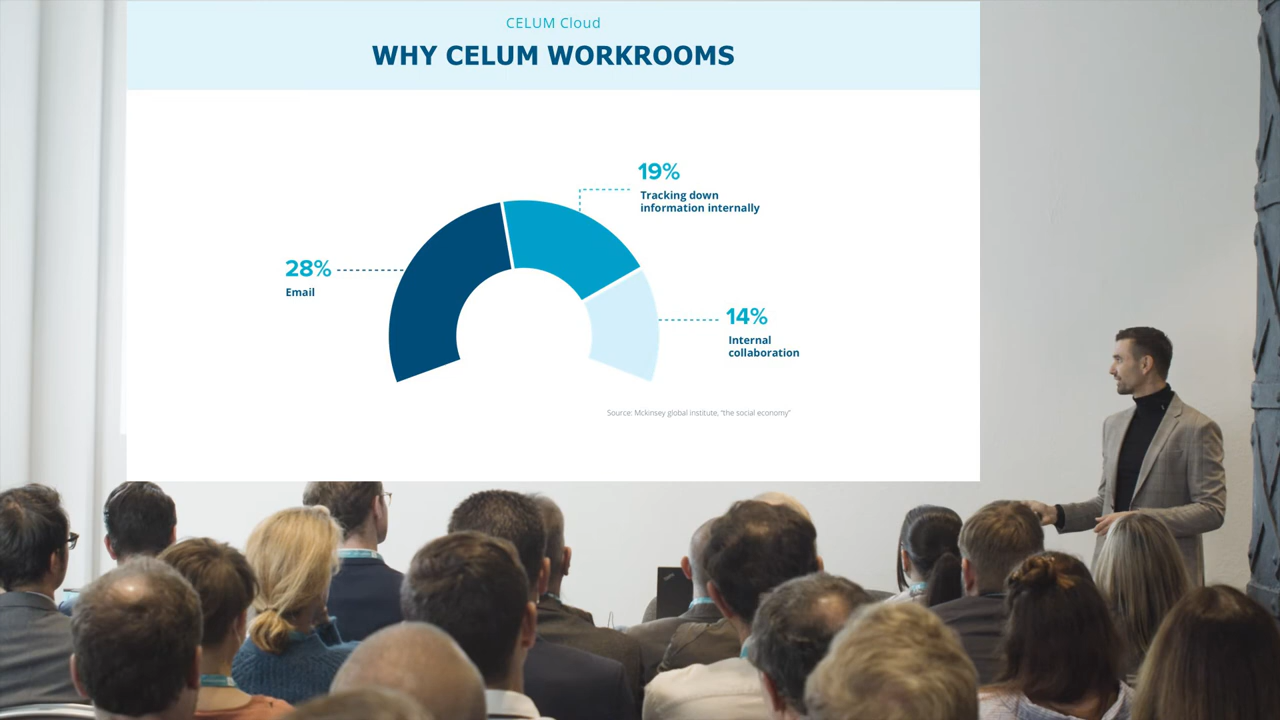 CELUM Cloud
WHY CELUM WORKROOMS
19%
Tracking down
information internally
28%
Email
14%
Internal
collaboration
Source: Mckinsey global institute, "the social economy"